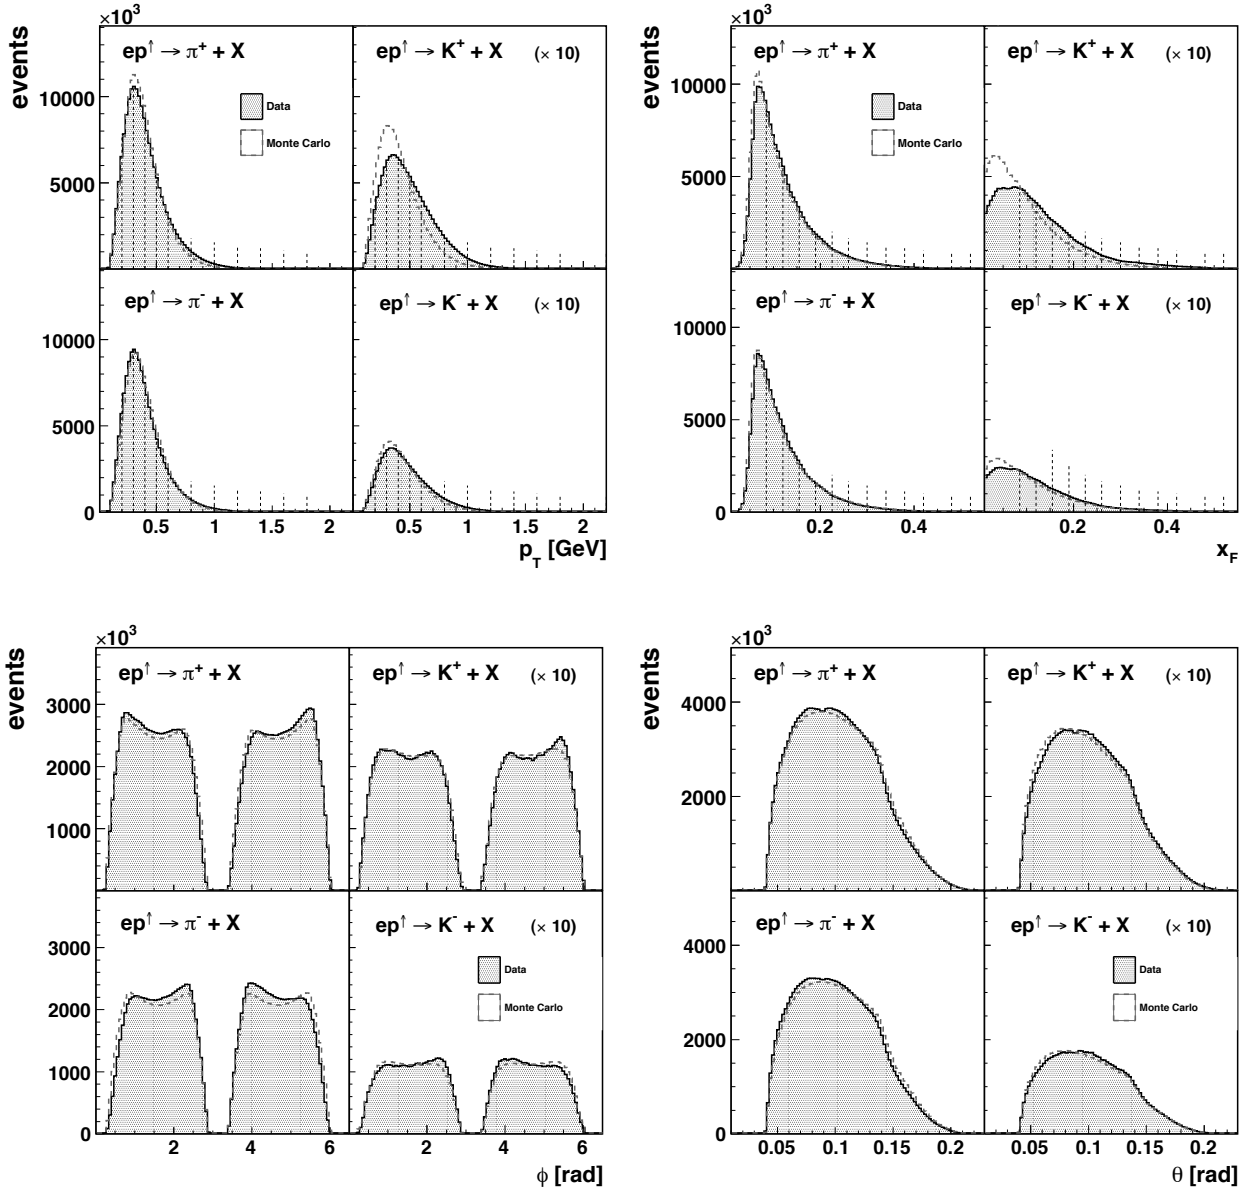 ×10³
events
ep↑ → π⁺ + X
ep↑ → K⁺ + X (× 10)
Data
Monte Carlo
10000
5000
ep↑ → π⁻ + X
ep↑ → K⁻ + X (× 10)
10000
5000
0
0.5 1 1.5 2 0.5 1 1.5 2
p_T [GeV]
×10³
events
ep↑ → π⁺ + X
ep↑ → K⁺ + X (× 10)
Data
Monte Carlo
10000
5000
ep↑ → π⁻ + X
ep↑ → K⁻ + X (× 10)
10000
5000
0
0.2 0.4 0.2 0.4
x_F
×10³
events
ep↑ → π⁺ + X
ep↑ → K⁺ + X (× 10)
3000
2000
1000
ep↑ → π⁻ + X
ep↑ → K⁻ + X (× 10)
Data
Monte Carlo
3000
2000
1000
0
2 4 6 2 4 6
ϕ [rad]
×10³
events
ep↑ → π⁺ + X
ep↑ → K⁺ + X (× 10)
4000
2000
ep↑ → π⁻ + X
ep↑ → K⁻ + X (× 10)
Data
Monte Carlo
4000
2000
0
0.05 0.1 0.15 0.2 0.05 0.1 0.15 0.2
θ [rad]